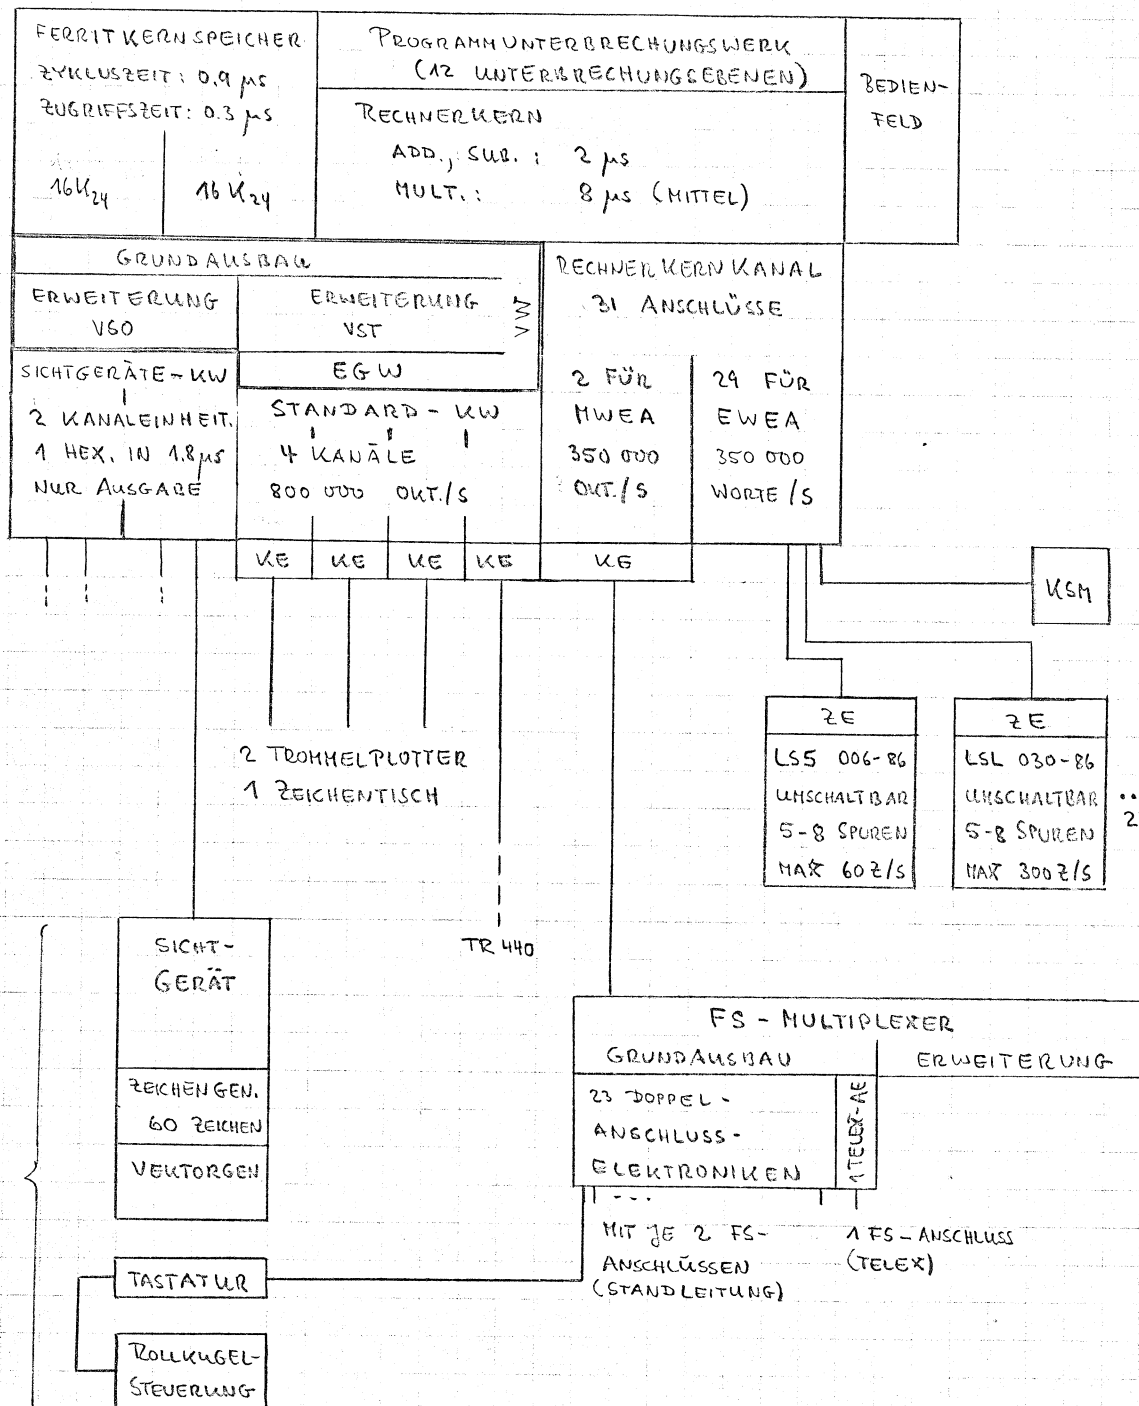 FERRITKERNSPEICHER
ZYKLUSZEIT: 0.9 µs
ZUGRIFFSZEIT: 0.3 µs
16K24
16K24
PROGRAMMUNTERBRECHUNGSWERK
(12 UNTERBRECHUNGSEBENEN)
RECHNERKERN
ADD., SUB.: 2 µs
MULT.: 8 µs (MITTEL)
BEDIEN-
FELD
GRUNDAUSBAU
ERWEITERUNG
VSO
ERWEITERUNG
VST
VWV
EGW
SICHTGERÄTE-KW
2 KANALEINHEIT.
1 HEX. IN 1.8µs
NUR AUSGABE
STANDARD-KW
4 KANÄLE
800 000 OKT./S
RECHNERKERNKANAL
31 ANSCHLÜSSE
2 FÜR
MWEA
350 000
OKT./S
29 FÜR
EWEA
350 000
WORTE/S
KE
KE
KE
KE
KE
KSM
2 TROMMELPLOTTER
1 ZEICHENTISCH
TR 440
ZE
LSS 006-86
UMSCHALTBAR
5-8 SPUREN
MAX 60Z/S
ZE
LSL 030-86
UMSCHALTBAR
5-8 SPUREN
MAX 300Z/S
..
2
SICHT-
GERÄT
ZEICHENGEN.
60 ZEICHEN
VEKTORGEN
TASTATUR
ROLLKUGEL-
STEUERUNG
FS-MULTIPLEXER
GRUNDAUSBAU
ERWEITERUNG
23 DOPPEL-
ANSCHLUSS-
ELEKTRONIKEN
1 TELEX-AE
...
MIT JE 2 FS-
ANSCHLÜSSEN
(STANDLEITUNG)
1 FS-ANSCHLUSS
(TELEX)